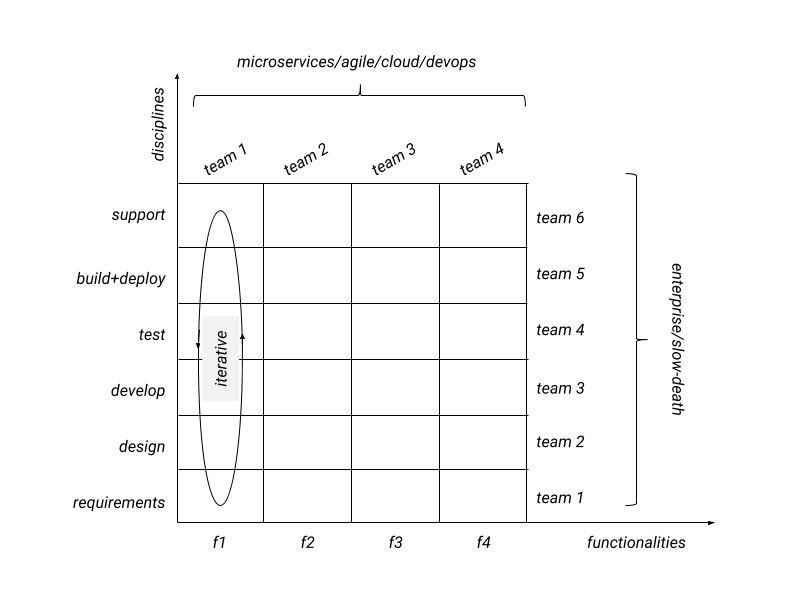 microservices/agile/cloud/devops
disciplines
team 1 team 2 team 3 team 4
support team 6
build+deploy team 5
test team 4
develop team 3
design team 2
requirements team 1
iterative
enterprise/slow-death
f1 f2 f3 f4 functionalities